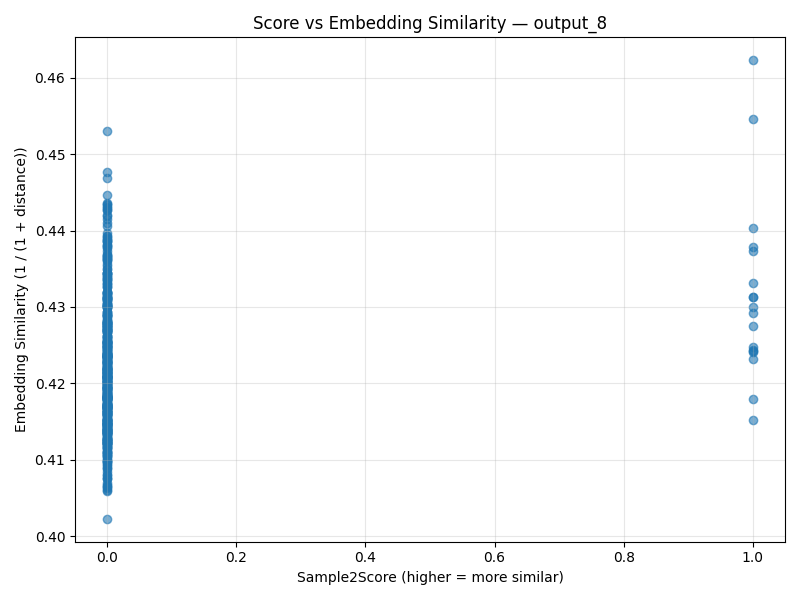 Score vs Embedding Similarity — output_8
Embedding Similarity (1 / (1 + distance))
0.46
0.45
0.44
0.43
0.42
0.41
0.40
0.0 0.2 0.4 0.6 0.8 1.0
Sample2Score (higher = more similar)